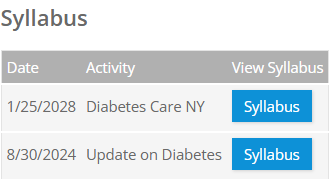 Syllabus
Date Activity View Syllabus
1/25/2028 Diabetes Care NY Syllabus
8/30/2024 Update on Diabetes Syllabus